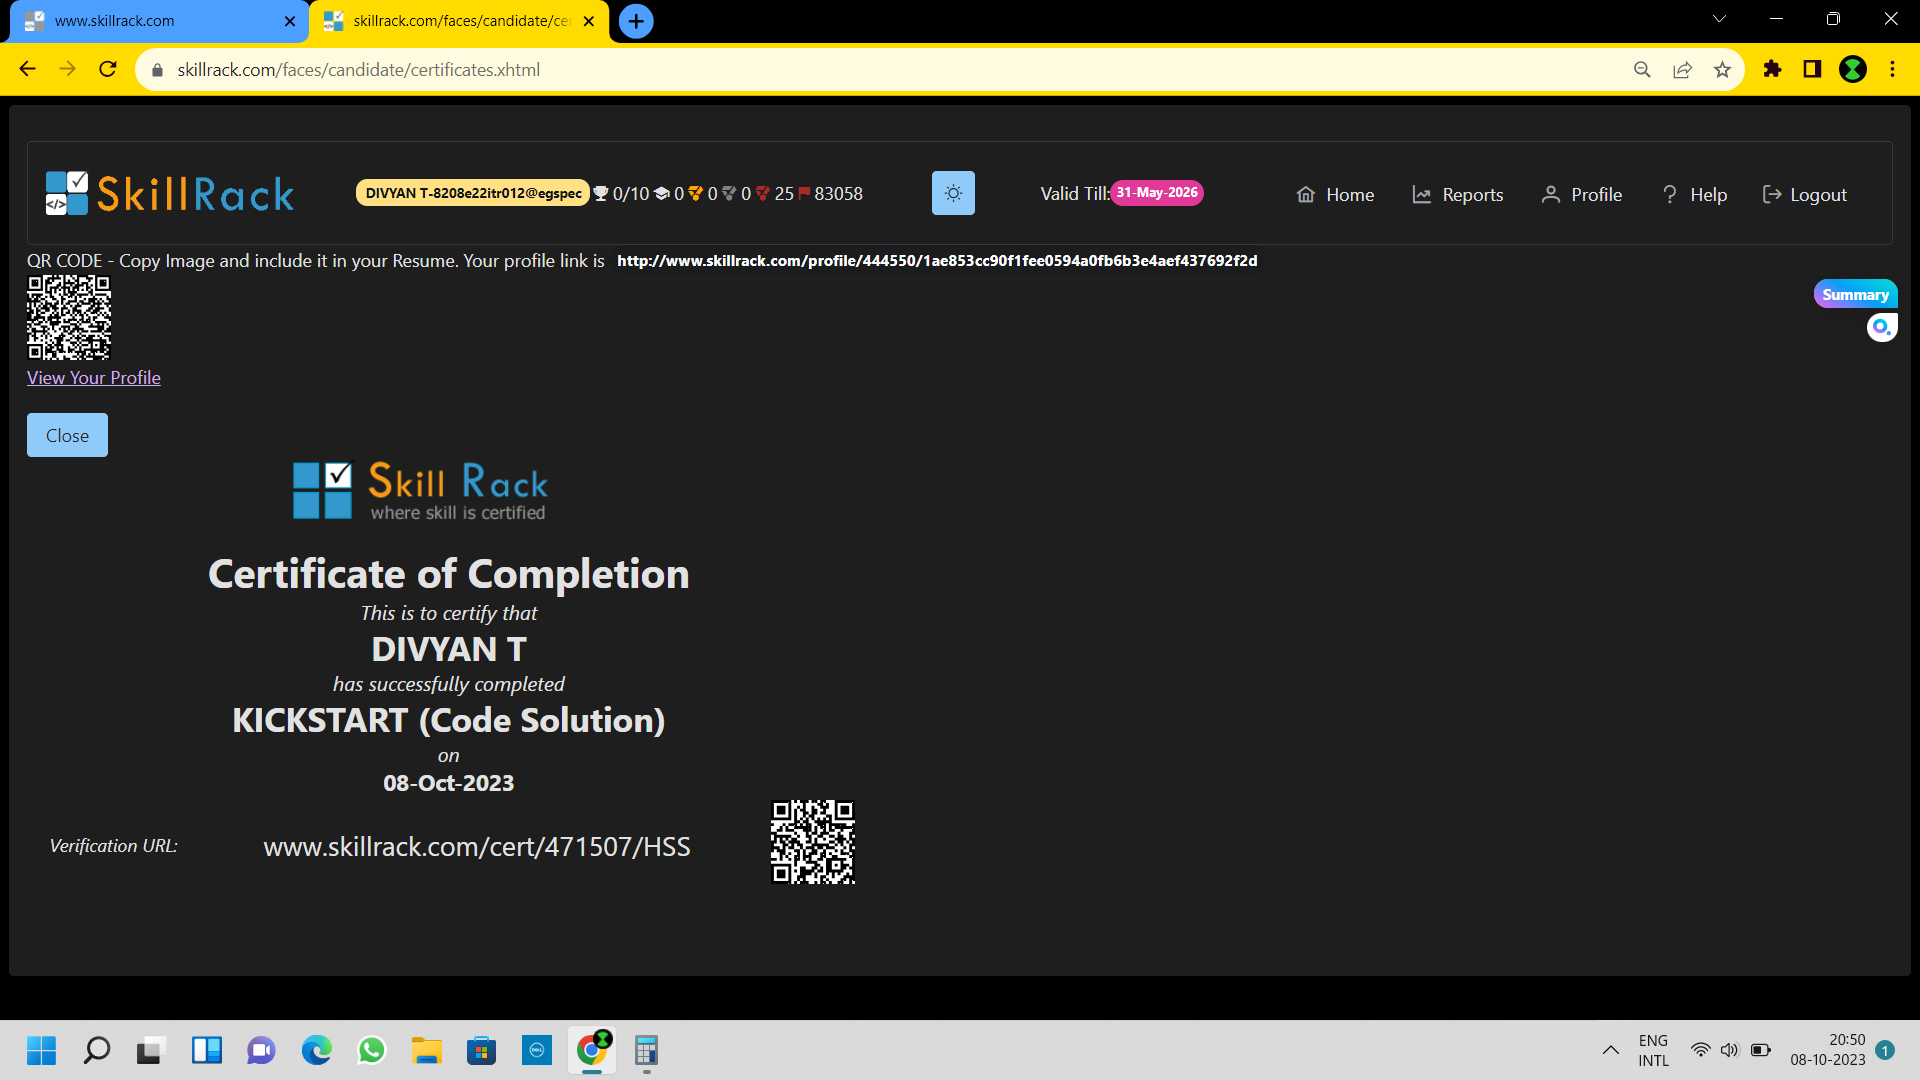 www.skillrack.com
skillrack.com/faces/candidate/cer
skillrack.com/faces/candidate/certificates.xhtml
SkillRack
DIVYAN T-8208e22itr012@egspec 0/10 0 0 0 25 83058
Valid Till: 31-May-2026
Home
Reports
Profile
Help
Logout
QR CODE - Copy Image and include it in your Resume. Your profile link is http://www.skillrack.com/profile/444550/1ae853cc90f1fee0594a0fb6b3e4aef437692f2d
Summary
View Your Profile
Close
Skill Rack
where skill is certified
Certificate of Completion
This is to certify that
DIVYAN T
has successfully completed
KICKSTART (Code Solution)
on
08-Oct-2023
Verification URL: www.skillrack.com/cert/471507/HSS
DELL
ENG
INTL
20:50
08-10-2023
1